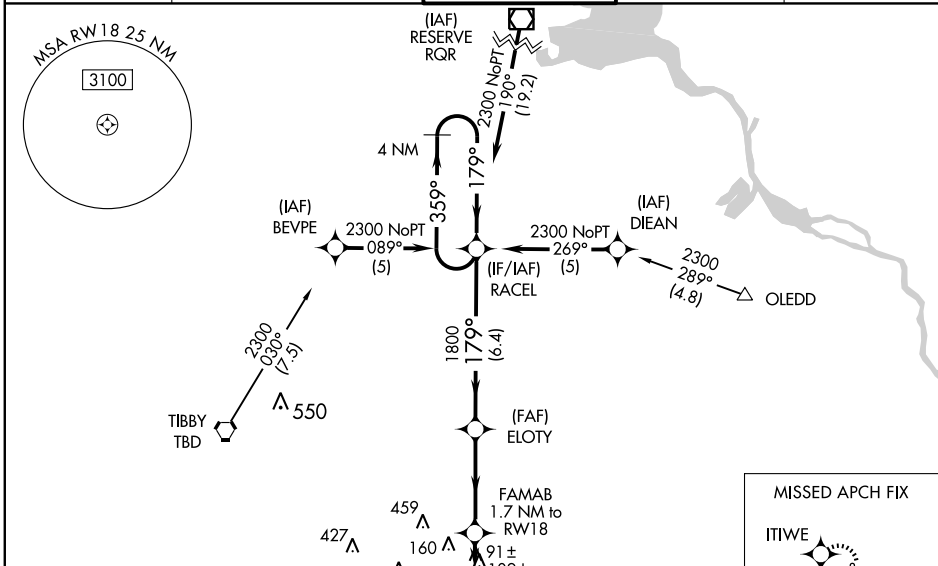 MSA RW18 25 NM
3100
(IAF)
RESERVE
RQR
2300 NoPT
190°
(19.2)
4 NM
359°
179°
(IAF)
BEVPE
2300 NoPT
089°
(5)
(IF/IAF)
RACEL
2300 NoPT
269°
(5)
(IAF)
DIEAN
2300
289°
(4.8)
OLEDD
2300
030°
(7.5)
TIBBY
TBD
550
1800
179°
(6.4)
(FAF)
ELOTY
FAMAB
1.7 NM to
RW18
459
427
160
91±
MISSED APCH FIX
ITIWE